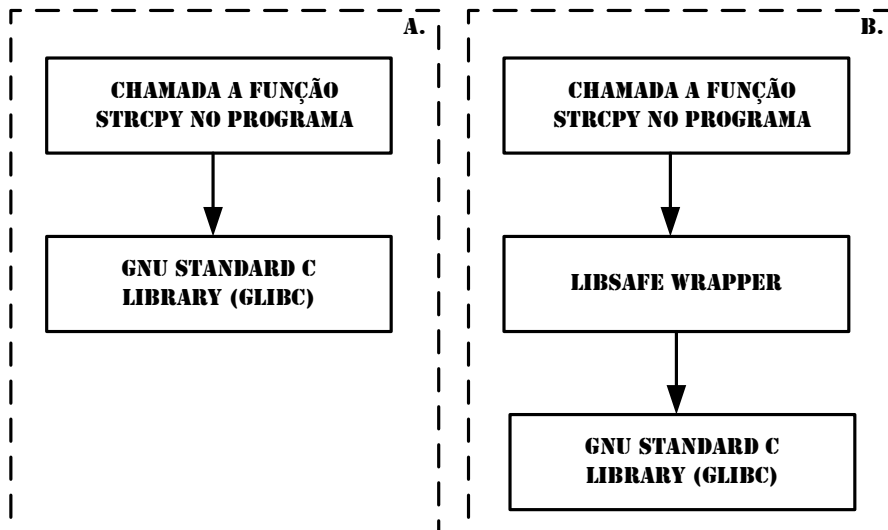 A.
CHAMADA A FUNÇÃO
STRCPY NO PROGRAMA
GNU STANDARD C
LIBRARY (GLIBC)
B.
CHAMADA A FUNÇÃO
STRCPY NO PROGRAMA
LIBSAFE WRAPPER
GNU STANDARD C
LIBRARY (GLIBC)